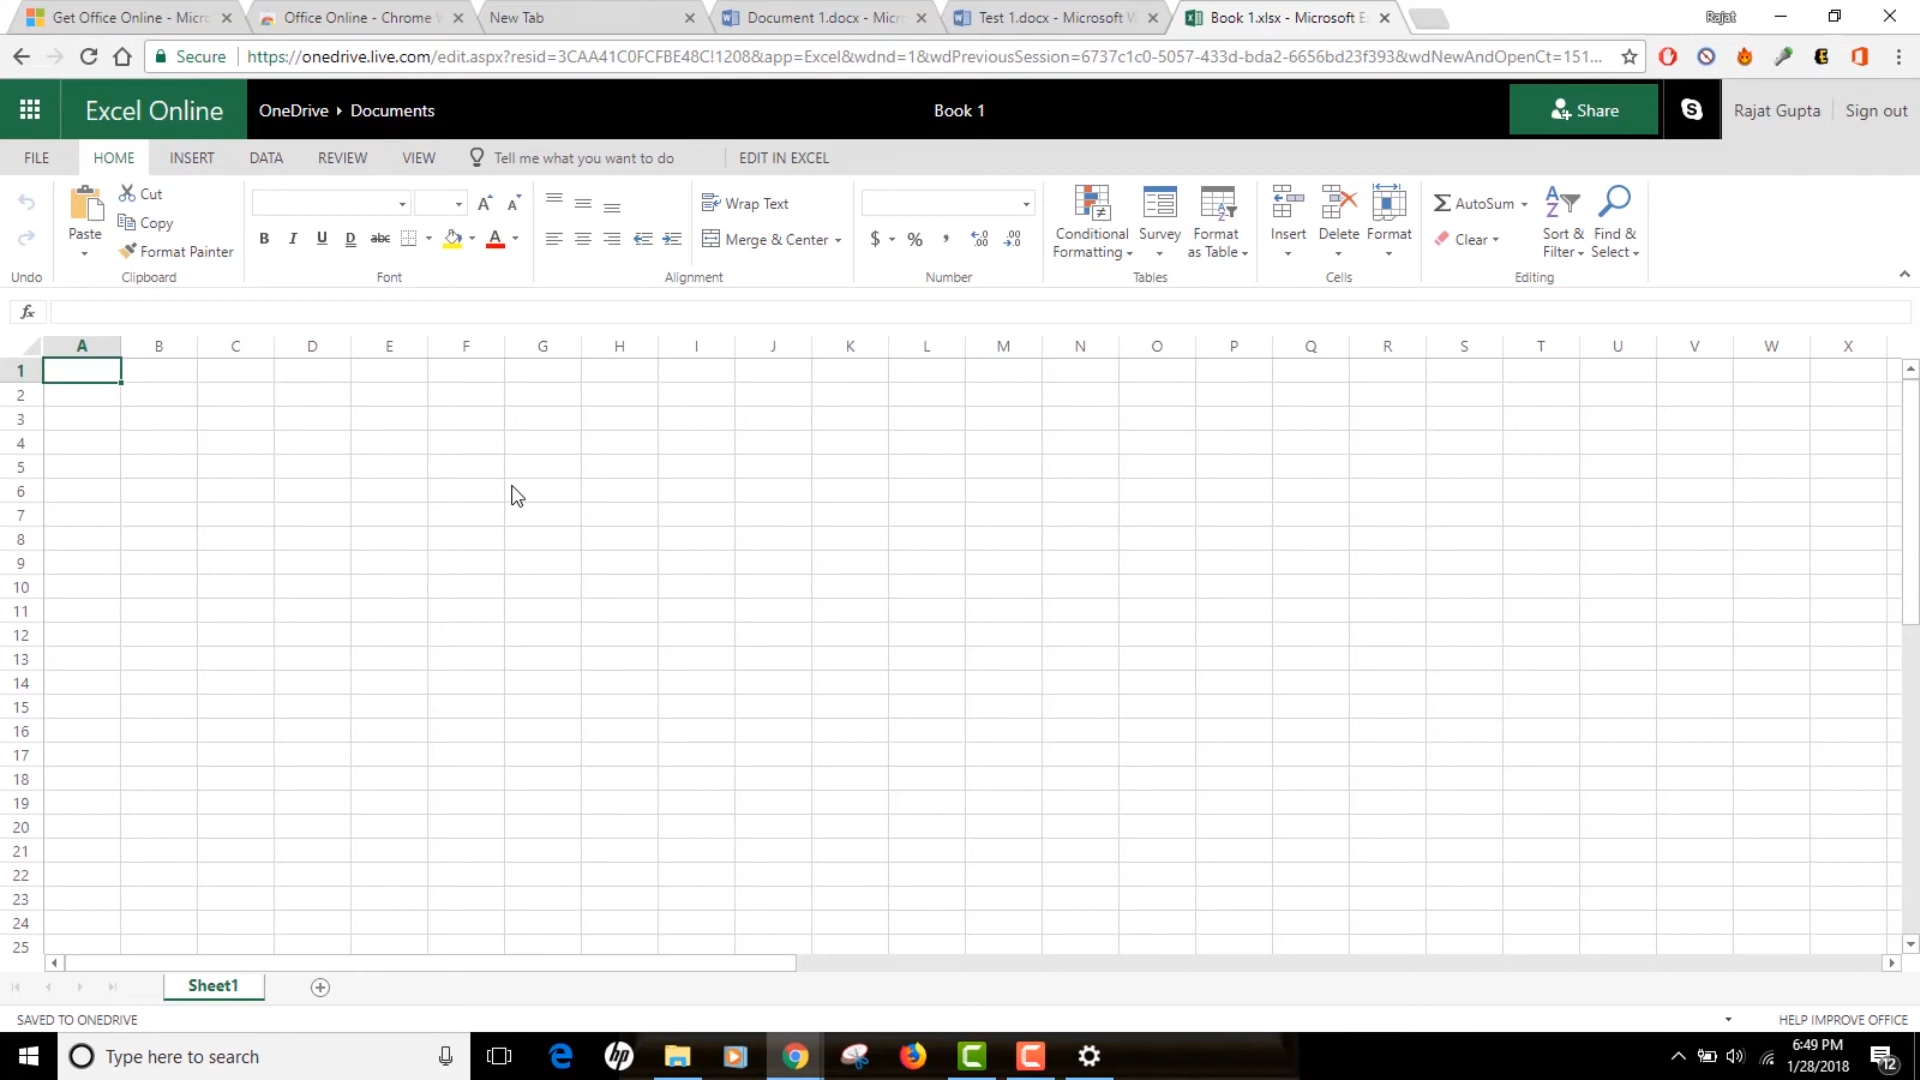 Get Office Online - Micro
Office Online - Chrome
New Tab
Document 1.docx - Micro
Test 1.docx - Microsoft W
Book 1.xlsx - Microsoft E
Rajat
Secure
https://onedrive.live.com/edit.aspx?resid=3CAA41C0FCFBE48C!1208&app=Excel&wdnd=1&wdPreviousSession=6737c1c0-5057-433d-bda2-6656bd23f393&wdNewAndOpenCt=151...
Excel Online
OneDrive
Documents
Book 1
Share
Rajat Gupta
Sign out
FILE
HOME
INSERT
DATA
REVIEW
VIEW
Tell me what you want to do
EDIT IN EXCEL
Cut
Copy
Format Painter
Paste
Wrap Text
Merge & Center
Conditional
Formatting
Survey
Format
as Table
Insert
Delete
Format
AutoSum
Clear
Sort &
Filter
Find &
Select
Undo
Clipboard
Font
Alignment
Number
Tables
Cells
Editing
fx
A B C D E F G H I J K L M N O P Q R S T U V W X
1
2
3
4
5
6
7
8
9
10
11
12
13
14
15
16
17
18
19
20
21
22
23
24
25
Sheet1
SAVED TO ONEDRIVE
HELP IMPROVE OFFICE
Type here to search
6:49 PM
1/28/2018
12